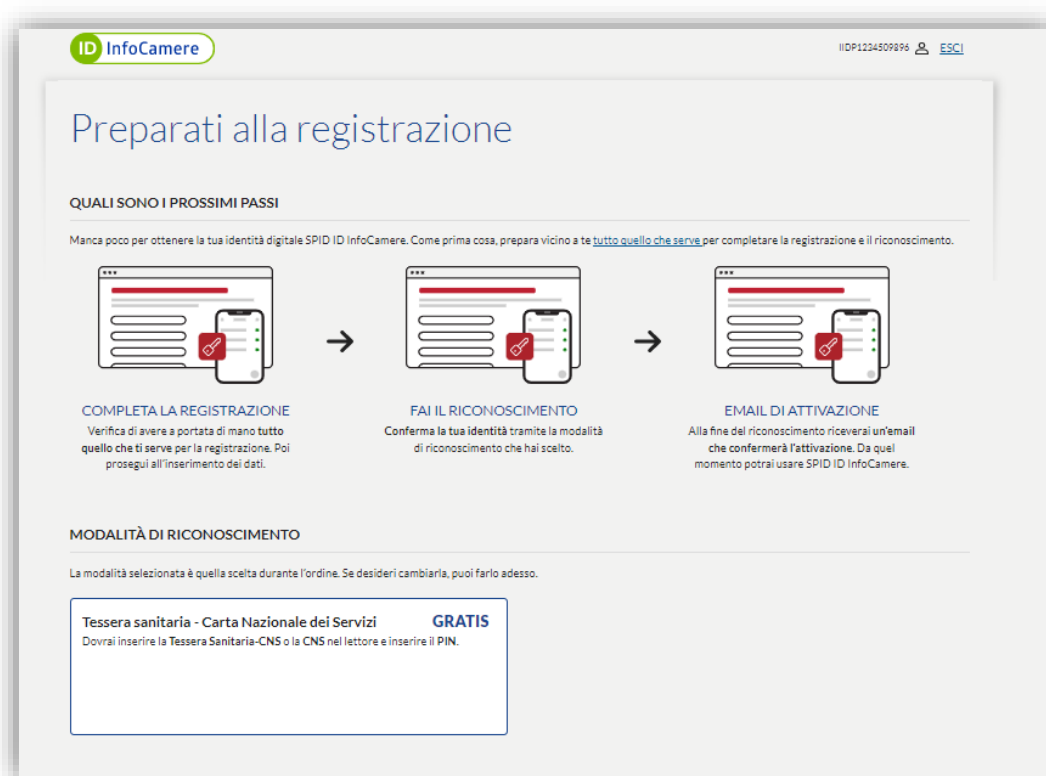 ID InfoCamere
IIDP1234509896 ESCI
Preparati alla registrazione
QUALI SONO I PROSSIMI PASSI
Manca poco per ottenere la tua identità digitale SPID ID InfoCamere. Come prima cosa, prepara vicino a te tutto quello che serve per completare la registrazione e il riconoscimento.
COMPLETA LA REGISTRAZIONE
Verifica di avere a portata di mano tutto
quello che ti serve per la registrazione. Poi
prosegui all'inserimento dei dati.
FAI IL RICONOSCIMENTO
Conferma la tua identità tramite la modalità
di riconoscimento che hai scelto.
EMAIL DI ATTIVAZIONE
Alla fine del riconoscimento riceverai un'email
che confermerà l'attivazione. Da quel
momento potrai usare SPID ID InfoCamere.
MODALITÀ DI RICONOSCIMENTO
La modalità selezionata è quella scelta durante l'ordine. Se desideri cambiarla, puoi farlo adesso.
Tessera sanitaria - Carta Nazionale dei Servizi GRATIS
Dovrai inserire la Tessera Sanitaria-CNS o la CNS nel lettore e inserire il PIN.